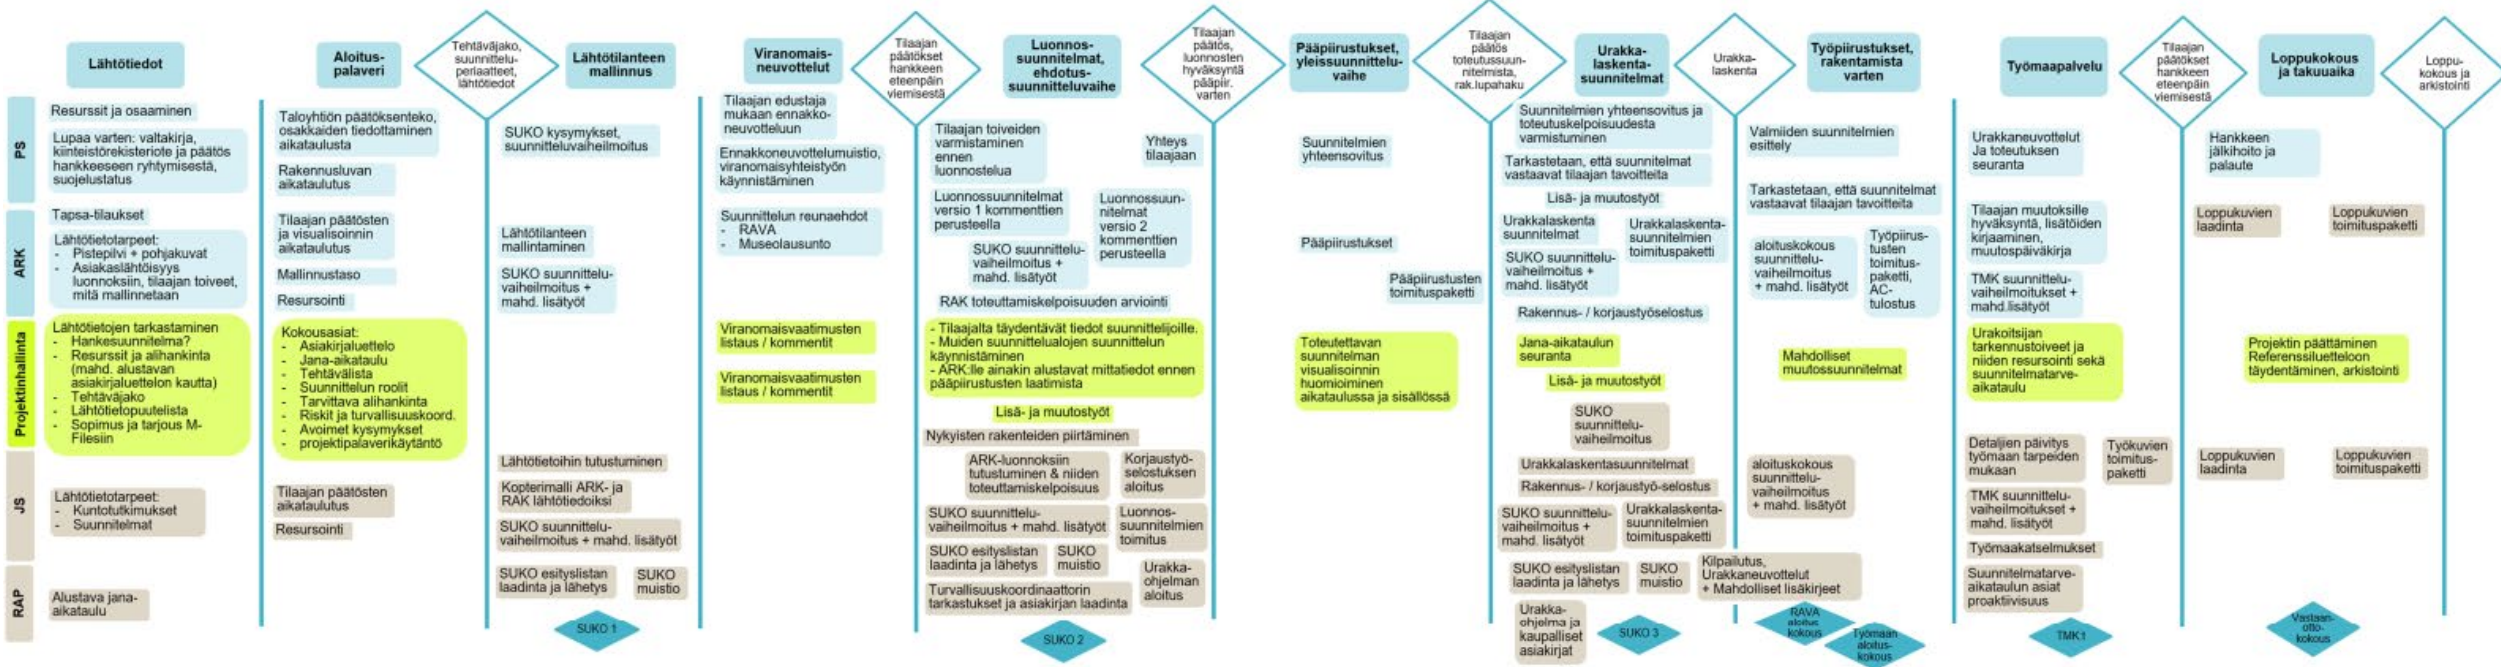 Lähtötiedot
Aloitus-
palaveri
Tehtäväjako,
suunnittelu-
perlaatteet,
lähtötiedot
Lähtötilanteen
mallinnus
Viranomais-
neuvottelut
Tilaajan
päätökset
hankkeen
eteenpäin
viemisestä
Luonnos-
suunnitelmat,
ehdotus-
suunnitteluvaihe
Tilaajan
päätös,
luonnosten
hyväksyntä
pääpiir.
varten
Pääpiirustukset,
yleissuunnittelu-
vaihe
Tilaajan
päätös
toteutussuun-
nitelmista,
rak.lupahaku
Urakka-
laskenta-
suunnitelmat
Urakka-
laskenta
Työpiirustukset,
rakentamista
varten
Työmaapalvelu
Tilaajan
päätökset
hankkeen
eteenpäin
viemisestä
Loppukokous
ja takuuaika
Loppu-
kokous ja
arkistointi
PS
Resurssit ja osaaminen
Lupaa varten: valtakirja,
kiinteistörekisteriote ja päätös
hankkeeseen ryhtymisestä,
suojelustatus
Taloyhtiön päätöksenteko,
osakkaiden tiedottaminen
aikataulusta
Rakennusluvan
aikataulutus
SUKO kysymykset,
suunnitteluvaiheilmoitus
Tilaajan edustaja
mukaan ennakko-
neuvotteluun
Ennakkoneuvottelumuistio,
viranomaisyhteistyön
käynnistäminen
Tilaajan toiveiden
varmistaminen
ennen
luonnostelua
Yhteys
tilaajaan
Suunnitelmien
yhteensovitus
Suunnitelmien yhteensovitus ja
toteutuskelpoisuudesta
varmistuminen
Tarkastetaan, että suunnitelmat
vastaavat tilaajan tavoitteita
Lisä- ja muutostyöt
Valmiiden suunnitelmien
esittely
Tarkastetaan, että suunnitelmat
vastaavat tilaajan tavoitteita
Urakkaneuvottelut
Ja toteutuksen
seuranta
Hankkeen
jälkihoito ja
palaute
ARK
Tapsa-tilaukset
Lähtötietotarpeet:
- Pistepilvi + pohjakuvat
- Asiakaslähtöisyys
luonnoksiin, tilaajan toiveet,
mitä mallinnetaan
Tilaajan päätösten
ja visualisoinnin
aikataulutus
Mallinnustaso
Resursointi
Lähtötilanteen
mallintaminen
SUKO suunnittelu-
vaiheilmoitus +
mahd. lisätyöt
Suunnittelun reunaehdot
- RAVA
- Museolausunto
Luonnossuunnitelmat
versio 1 kommenttien
perusteella
Luonnossuun-
nitelmat
versio 2
kommenttien
perusteella
SUKO suunnittelu-
vaiheilmoitus +
mahd. lisätyöt
RAK toteuttamiskelpoisuuden arviointi
Pääpiirustukset
Pääpiirustusten
toimituspaketti
Urakkalaskenta
suunnitelmat
Urakkalaskenta-
suunnitelmien
toimituspaketti
SUKO suunnittelu-
vaiheilmoitus +
mahd. lisätyöt
Rakennus- / korjaustyöselostus
aloituskokous
suunnittelu-
vaiheilmoitus
+ mahd. lisätyöt
Työpiirus-
tusten
toimitus-
paketti,
AC-
tulostus
Tilaajan muutoksille
hyväksyntä, lisätöiden
kirjaaminen,
muutospäiväkirja
TMK suunnittelu-
vaiheilmoitukset +
mahd.lisätyöt
Loppukuvien
laadinta
Loppukuvien
toimituspaketti
Projektinhallinta
Lähtötietojen tarkastaminen
- Hankesuunnitelma?
- Resurssit ja alihankinta
(mahd. alustavan
asiakirjaluettelon kautta)
- Tehtäväjako
- Lähtötietopuutelista
- Sopimus ja tarjous M-
Filesiin
Kokousasiat:
- Asiakirjaluettelo
- Jana-aikataulu
- Tehtävälista
- Suunnittelun roolit
- Tarvittava alihankinta
- Riskit ja turvallisuuskoord.
- Avoimet kysymykset
- projektipalaverikäytäntö
Viranomaisvaatimusten
listaus / kommentit
Viranomaisvaatimusten
listaus / kommentit
- Tilaajalta täydentävät tiedot suunnittelijoille.
- Muiden suunnittelualojen suunnittelun
käynnistäminen
- ARK:lle ainakin alustavat mittatiedot ennen
pääpiirustusten laatimista
Lisä- ja muutostyöt
Toteutettavan
suunnitelman
visualisoinnin
huomioiminen
aikataulussa ja sisällössä
Jana-aikataulun
seuranta
Lisä- ja muutostyöt
Mahdolliset
muutossuunnitelmat
Urakoitsijan
tarkennustoiveet ja
niiden resursointi sekä
suunnitelmatarve-
aikataulu
Projektin päättäminen
Referenssiluetteloon
täydentäminen, arkistointi
JS
Lähtötietotarpeet:
- Kuntotutkimukset
- Suunnitelmat
Tilaajan päätösten
aikataulutus
Resursointi
Lähtötietoihin tutustuminen
Kopterimalli ARK- ja
RAK lähtötiedoiksi
SUKO suunnittelu-
vaiheilmoitus + mahd. lisätyöt
Nykyisten rakenteiden piirtäminen
ARK-luonnoksiin
tutustuminen & niiden
toteuttamiskelpoisuus
Korjaustyö-
selostuksen
aloitus
SUKO suunnittelu-
vaiheilmoitus + mahd. lisätyöt
Luonnos-
suunnitelmien
toimitus
SUKO
suunnittelu-
vaiheilmoitus
Urakkalaskentasuunnitelmat
Rakennus- / korjaustyö-selostus
SUKO suunnittelu-
vaiheilmoitus +
mahd. lisätyöt
Urakkalaskenta-
suunnitelmien
toimituspaketti
aloituskokous
suunnittelu-
vaiheilmoitus
+ mahd. lisätyöt
Detaljien päivitys
työmaan tarpeiden
mukaan
Työkuvien
toimitus-
paketti
TMK suunnittelu-
vaiheilmoitukset +
mahd. lisätyöt
Työmaakatselmukset
Loppukuvien
laadinta
Loppukuvien
toimituspaketti
RAP
Alustava jana-
aikataulu
SUKO esityslistan
laadinta ja lähetys
SUKO
muistio
SUKO esityslistan
laadinta ja lähetys
SUKO
muistio
Urakka-
ohjelman
aloitus
Turvallisuuskoordinaattorin
tarkastukset ja asiakirjan laadinta
SUKO esityslistan
laadinta ja lähetys
SUKO
muistio
Kilpailutus,
Urakkaneuvottelut
+ Mahdolliset lisäkirjeet
Urakka-
ohjelma ja
kaupalliset
asiakirjat
Suunnitelmatarve-
aikataulun asiat
proaktiivisuus
SUKO 1
SUKO 2
SUKO 3
RAVA
aloitus
kokous
Työmaan
aloitus-
kokous
TMK1
Vastaan-
otto-
kokous